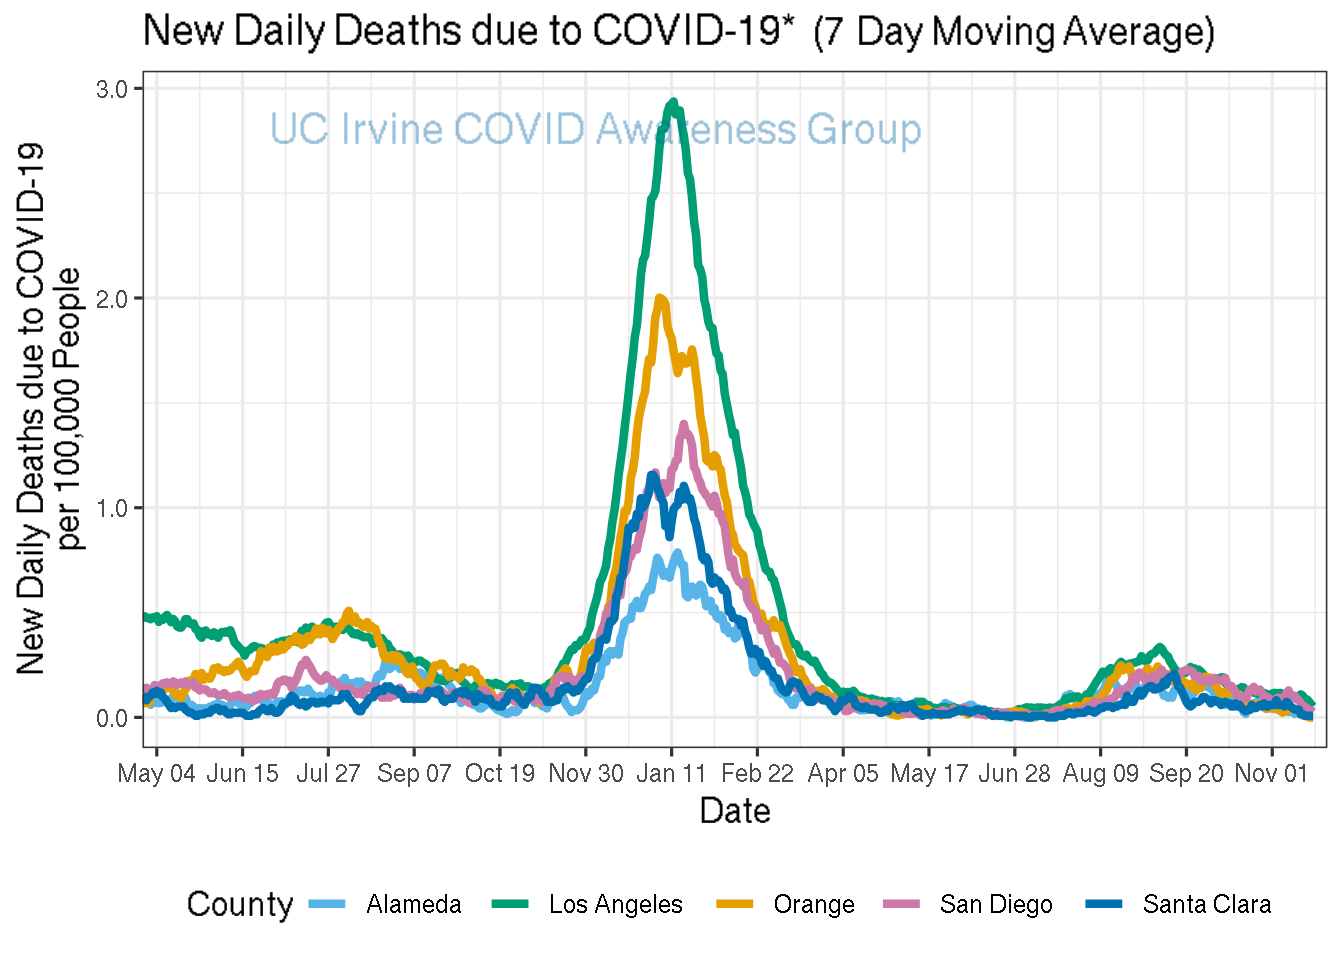 New Daily Deaths due to COVID-19* (7 Day Moving Average)
UC Irvine COVID Awareness Group
New Daily Deaths due to COVID-19
per 100,000 People
3.0
2.0
1.0
0.0
May 04 Jun 15 Jul 27 Sep 07 Oct 19 Nov 30 Jan 11 Feb 22 Apr 05 May 17 Jun 28 Aug 09 Sep 20 Nov 01
Date
County Alameda Los Angeles Orange San Diego Santa Clara